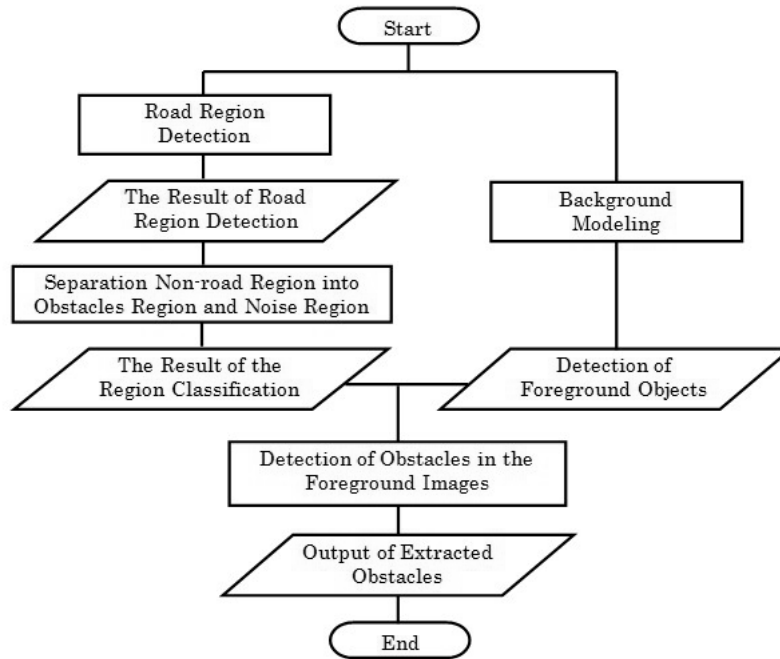 Start
Road Region
Detection
The Result of Road
Region Detection
Background
Modeling
Separation Non-road Region into
Obstacles Region and Noise Region
The Result of the
Region Classification
Detection of
Foreground Objects
Detection of Obstacles in the
Foreground Images
Output of Extracted
Obstacles
End